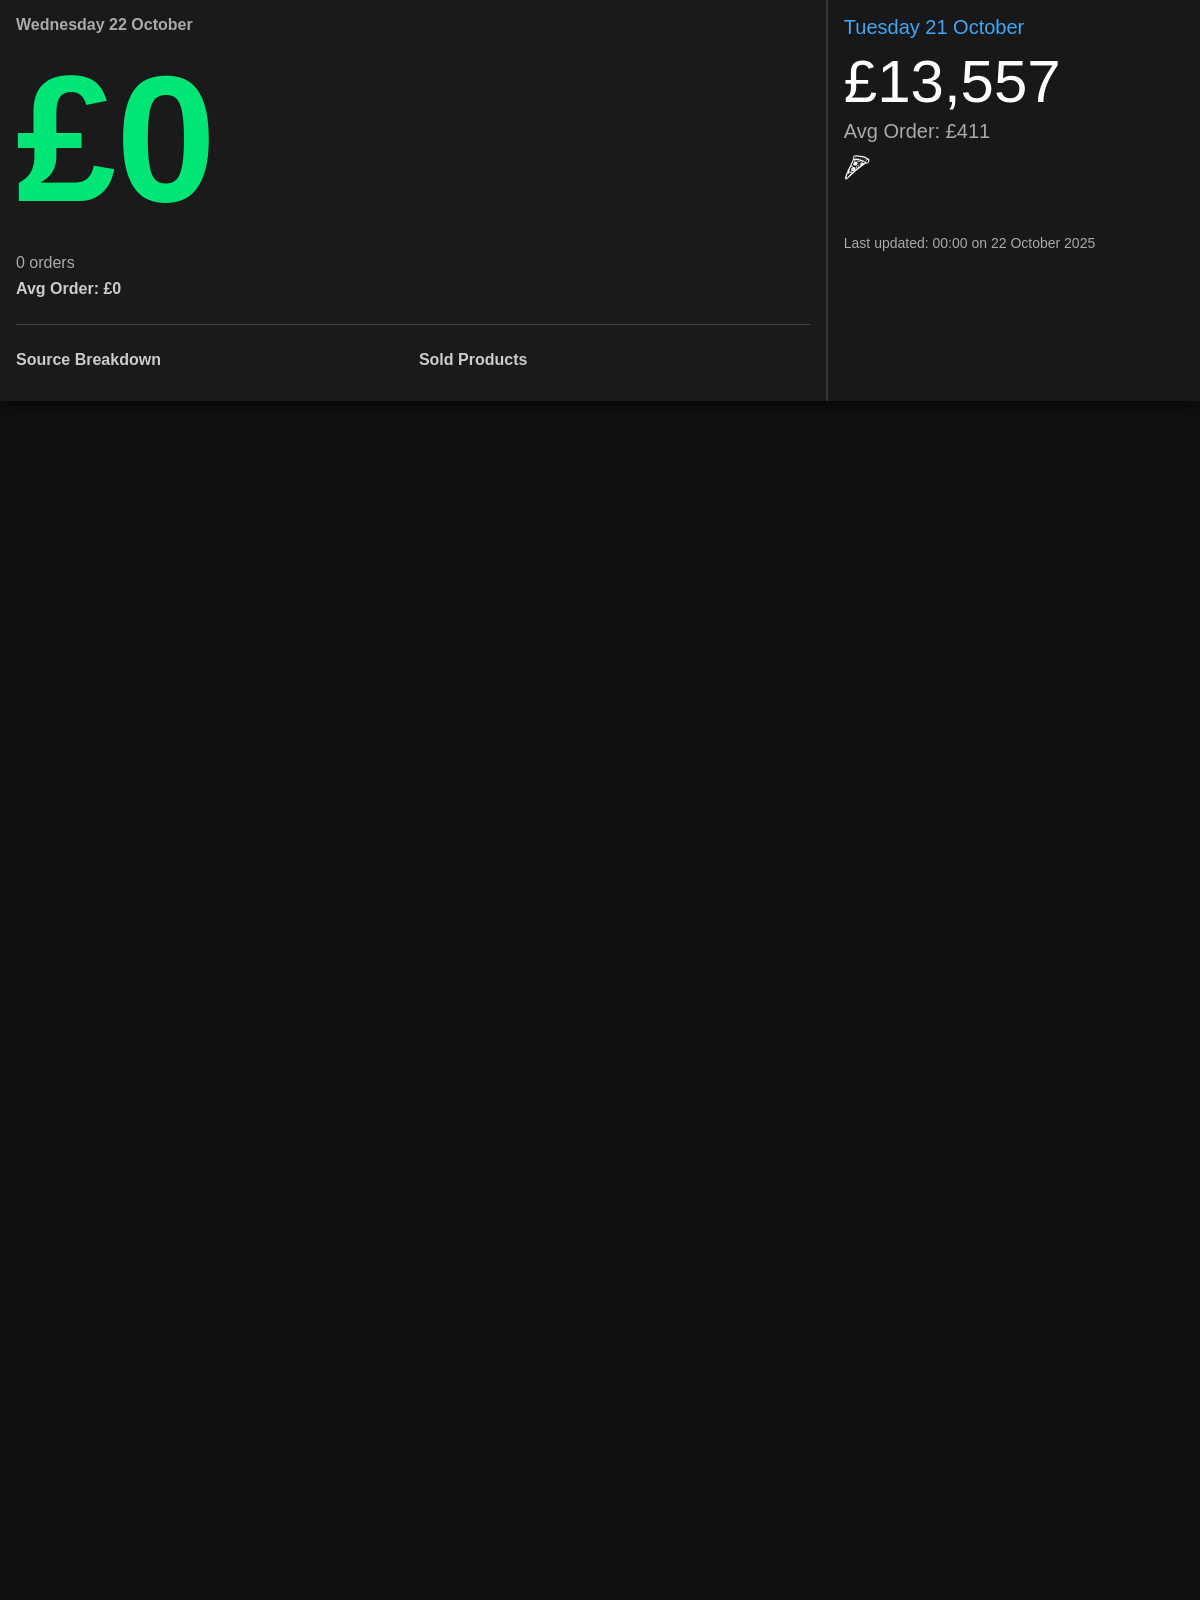 Wednesday 22 October
£0
0 orders
Avg Order: £0
Source Breakdown
Sold Products
Tuesday 21 October
£13,557
Avg Order: £411
Last updated: 00:00 on 22 October 2025